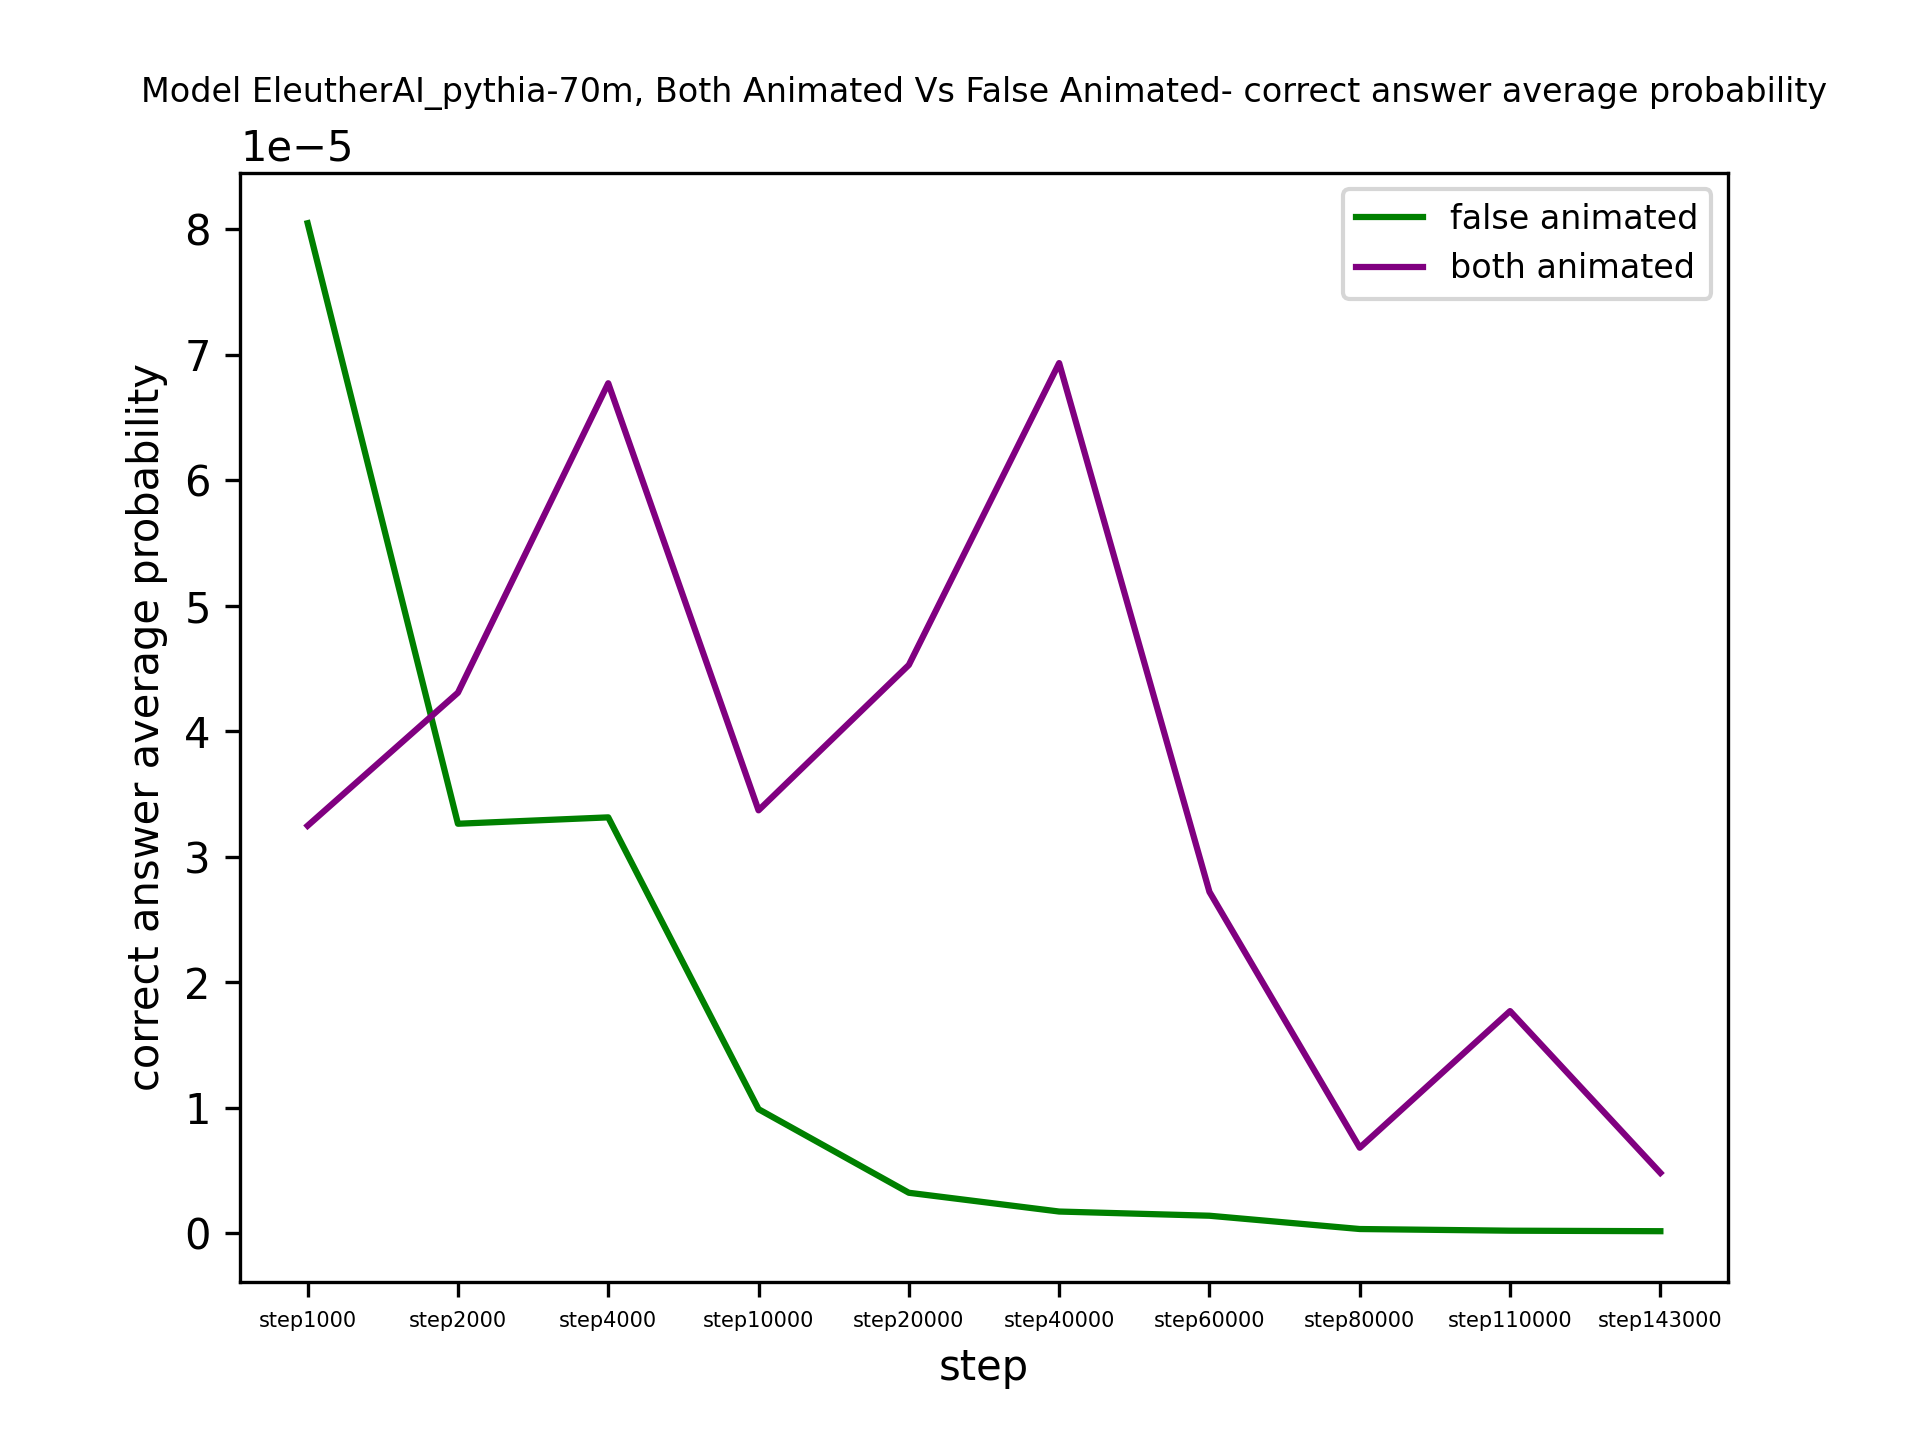 Model EleutherAI_pythia-70m, Both Animated Vs False Animated- correct answer average probability
1e−5
false animated
both animated
8
7
6
5
4
3
2
1
0
correct answer average probability
step1000 step2000 step4000 step10000 step20000 step40000 step60000 step80000 step110000 step143000
step